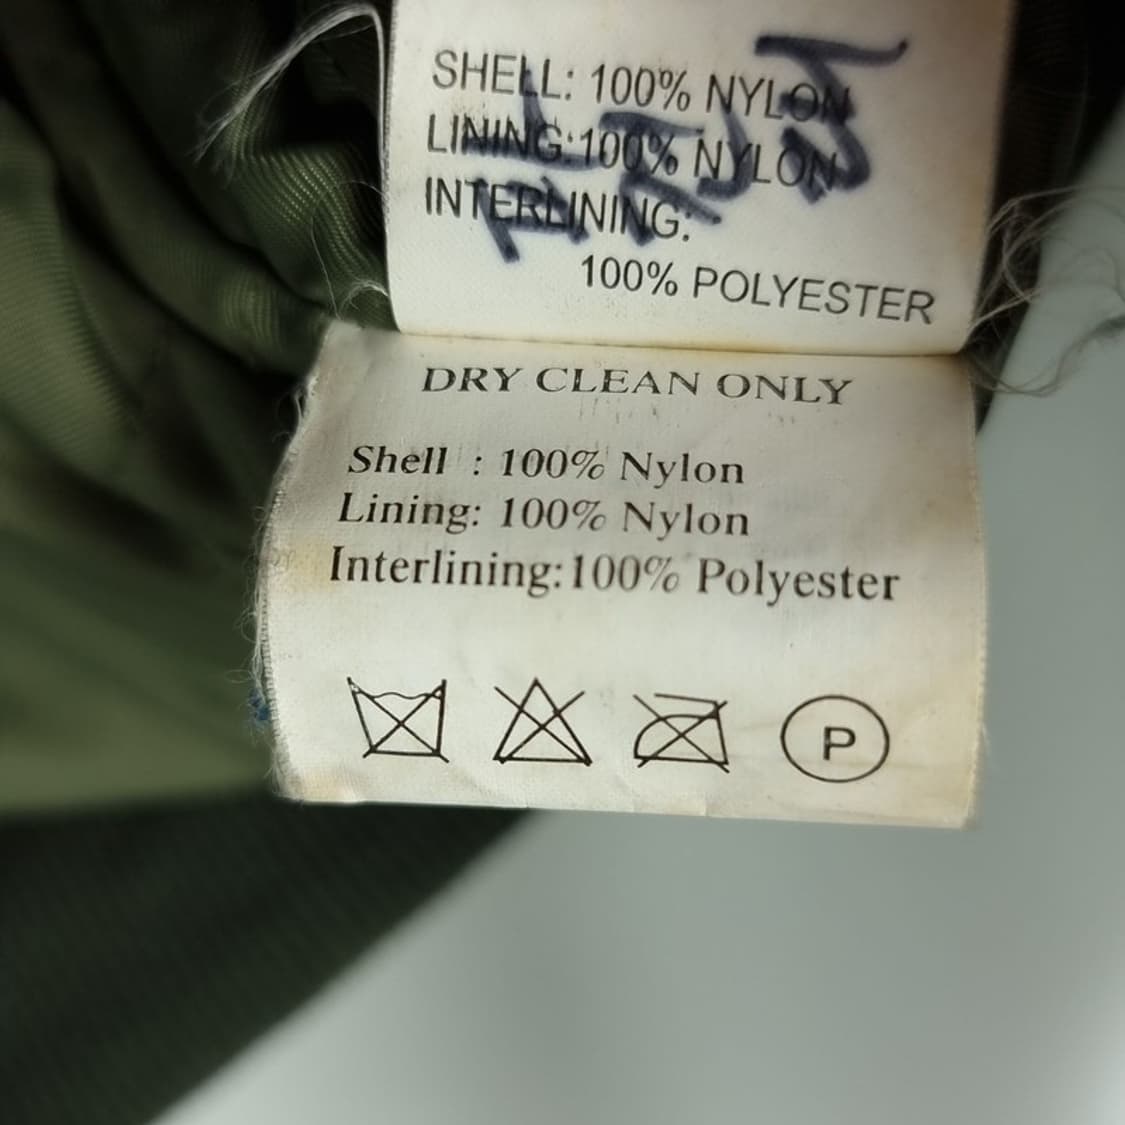 SHELL: 100% NYLON
LINING:100% NYLON
INTERLINING:
100% POLYESTER
DRY CLEAN ONLY
Shell : 100% Nylon
Lining: 100% Nylon
Interlining:100% Polyester
P